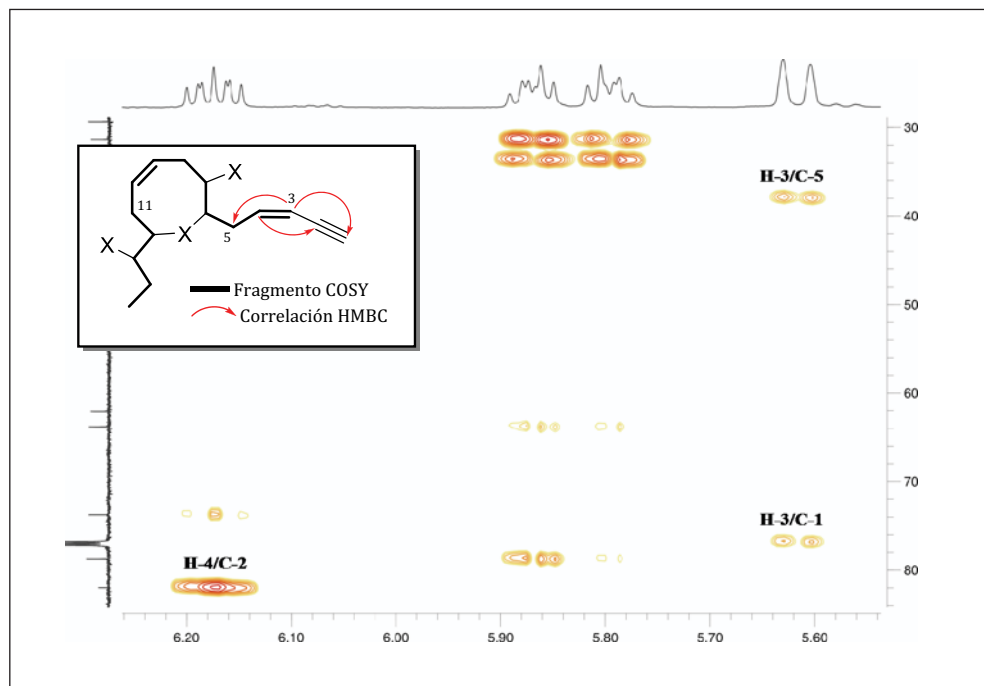 X
3
11
5
X
X
Fragmento COSY
Correlación HMBC
H-3/C-5
H-3/C-1
H-4/C-2
30
40
50
60
70
80
6.20 6.10 6.00 5.90 5.80 5.70 5.60